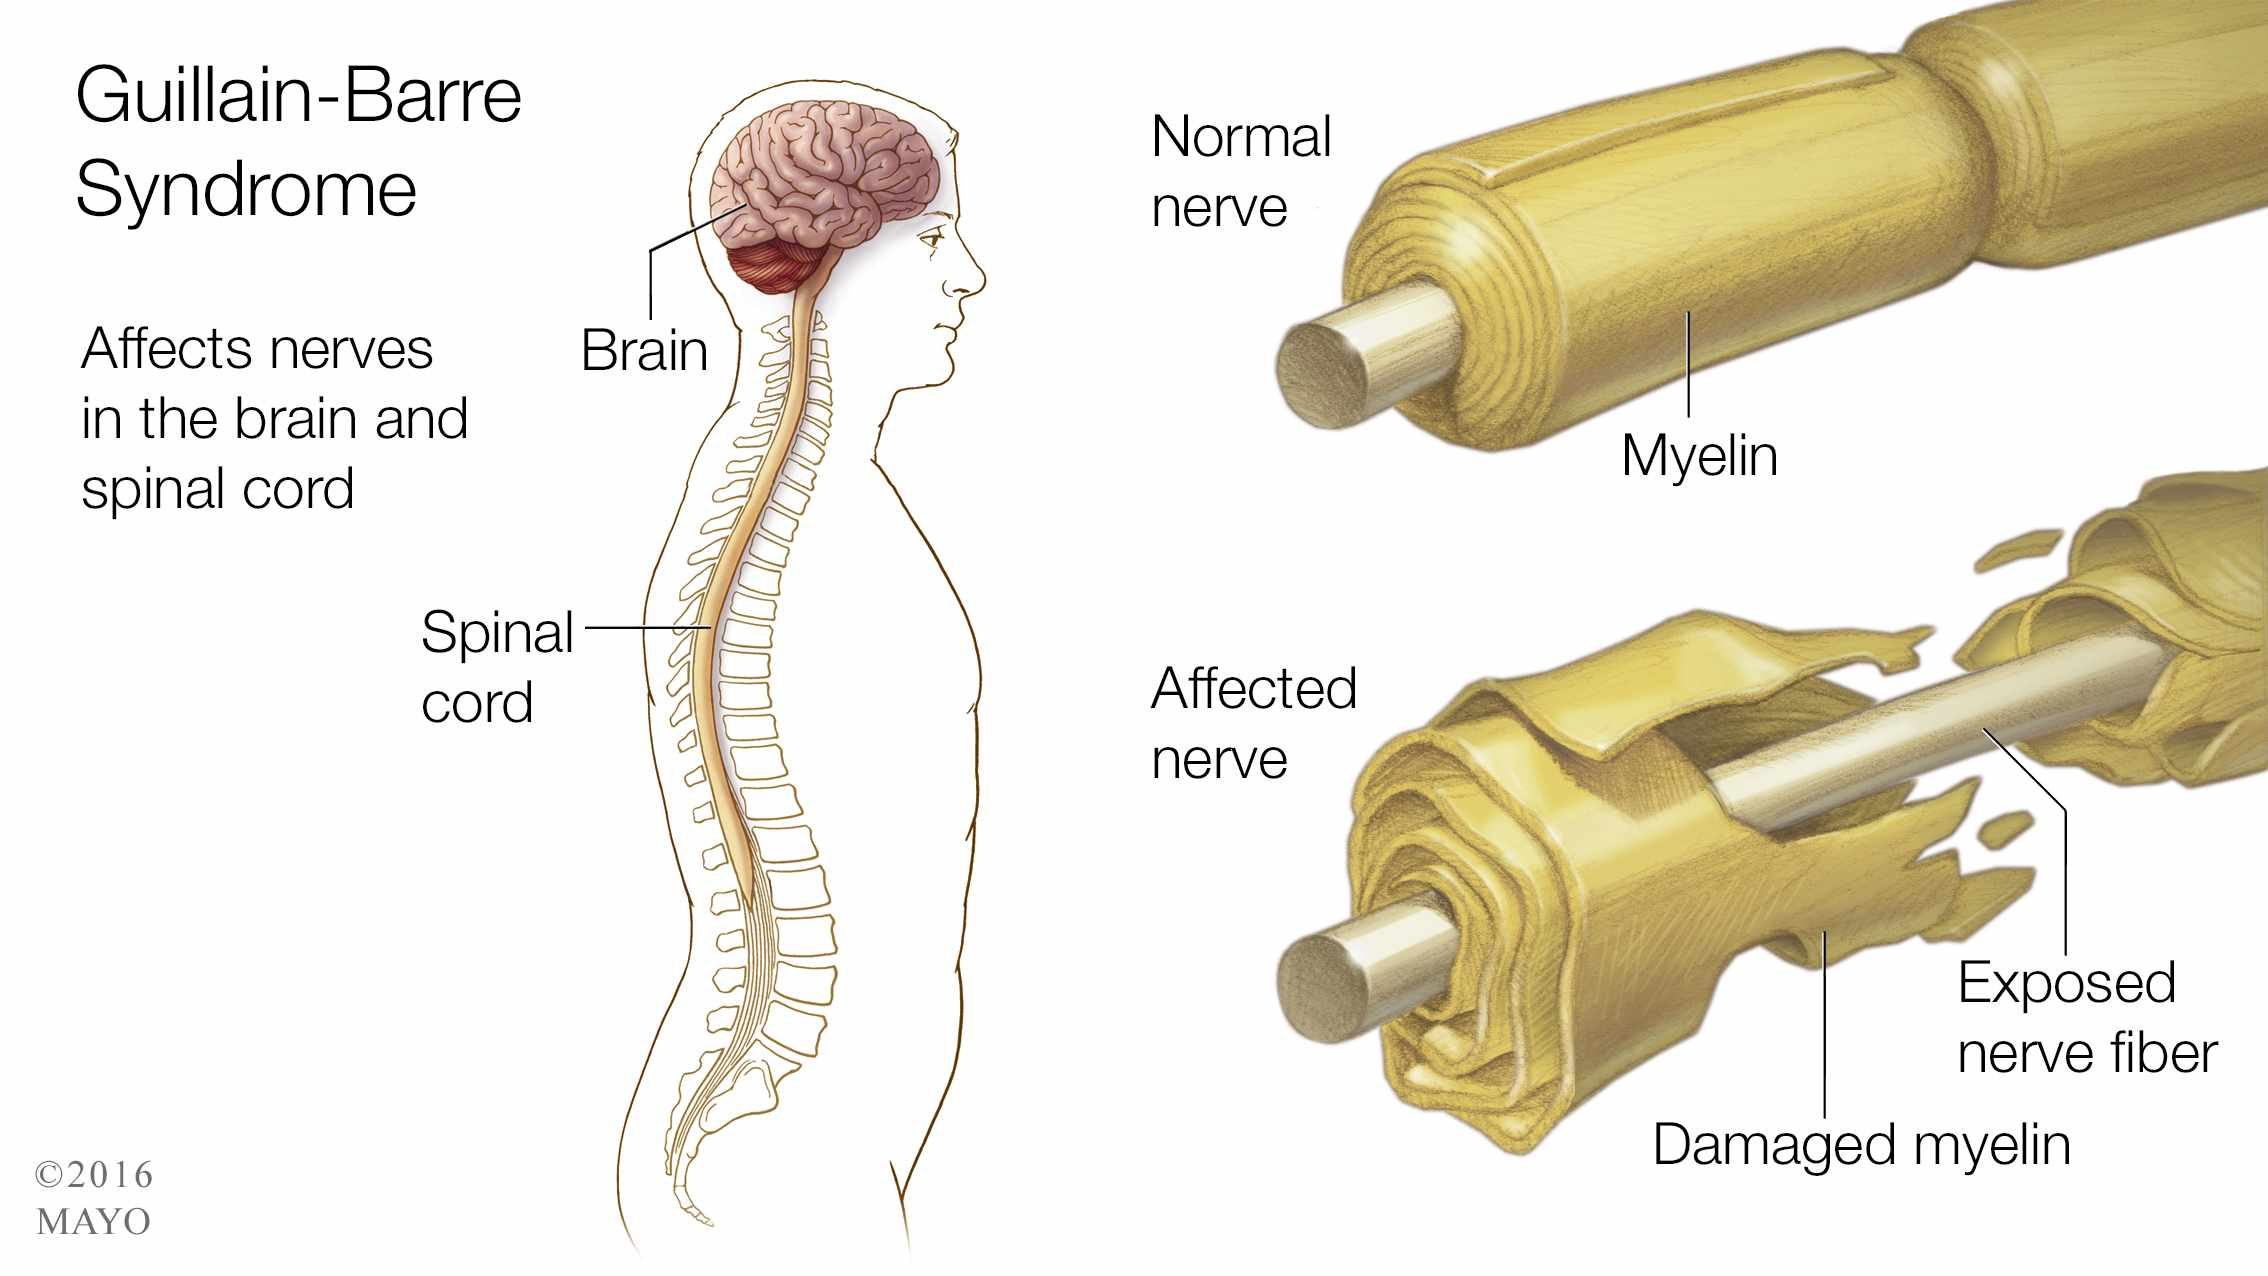 Guillain-Barre
Syndrome
Affects nerves
in the brain and
spinal cord
Brain
Spinal
cord
Normal
nerve
Myelin
Affected
nerve
Exposed
nerve fiber
Damaged myelin
©2016
MAYO